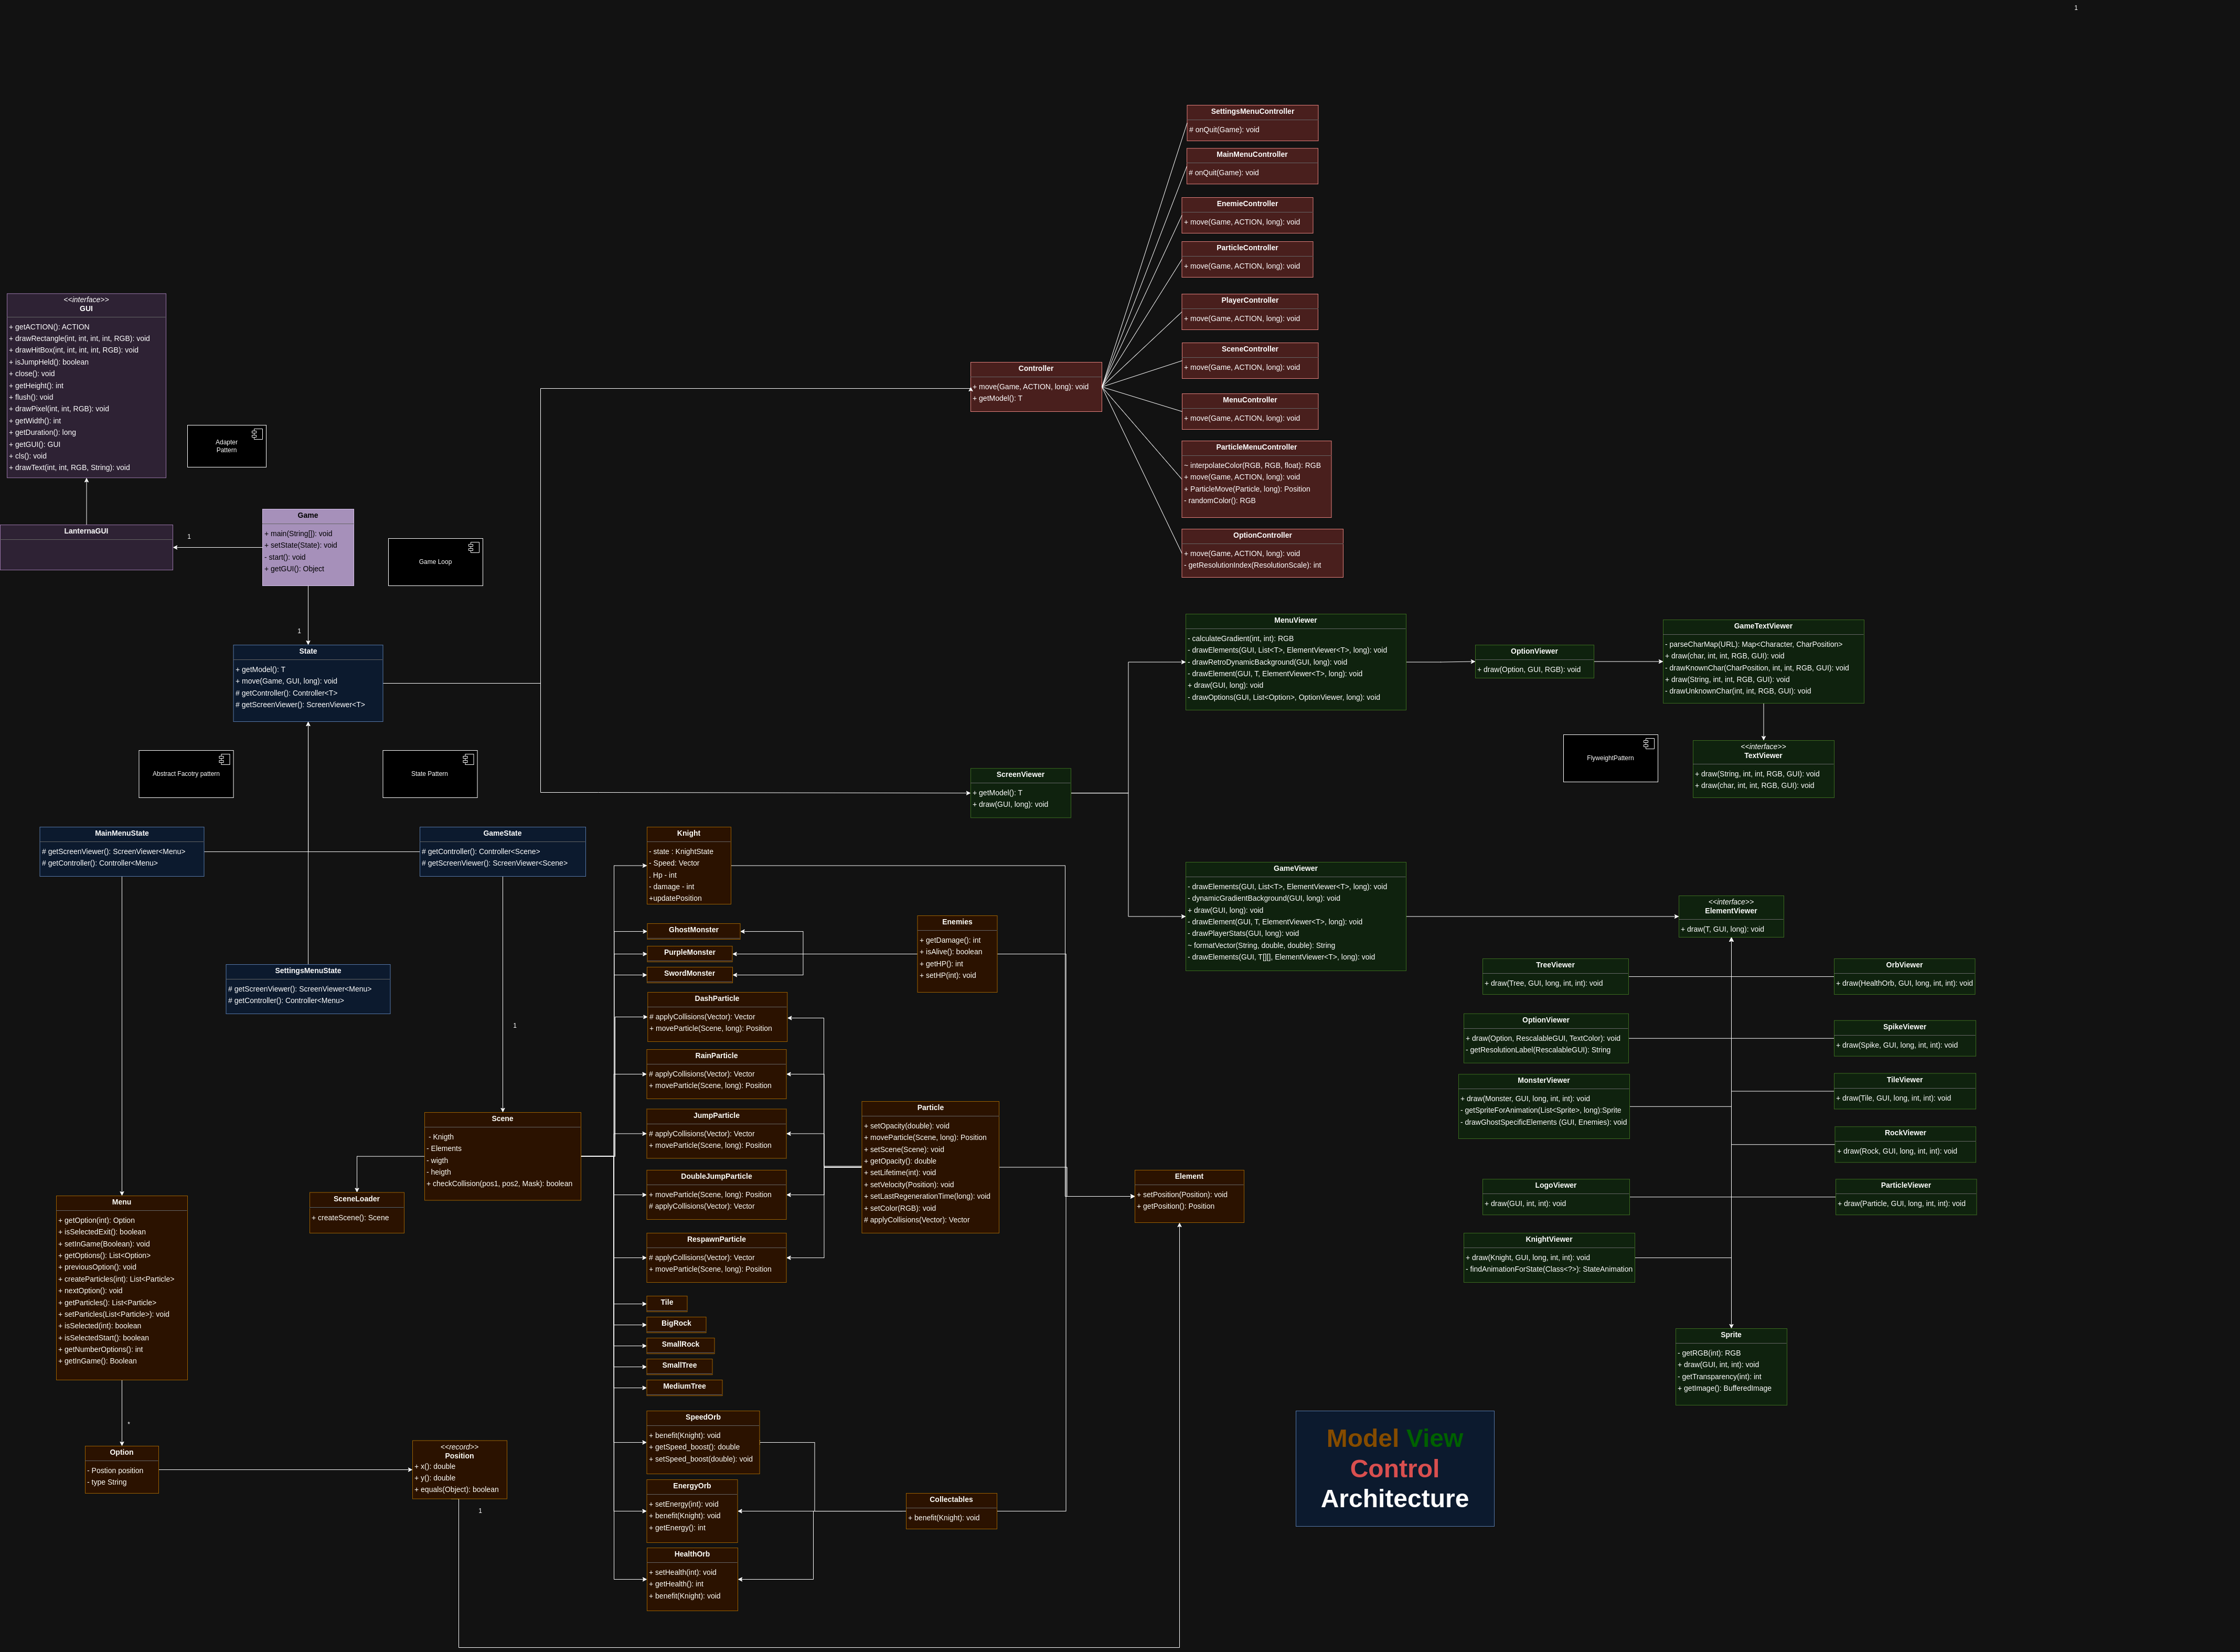 1
SettingsMenuController
# onQuit(Game): void
MainMenuController
# onQuit(Game): void
EnemieController
+ move(Game, ACTION, long): void
ParticleController
+ move(Game, ACTION, long): void
PlayerController
+ move(Game, ACTION, long): void
SceneController
+ move(Game, ACTION, long): void
MenuController
+ move(Game, ACTION, long): void
ParticleMenuController
~ interpolateColor(RGB, RGB, float): RGB
+ move(Game, ACTION, long): void
+ ParticleMove(Particle, long): Position
- randomColor(): RGB
OptionController
+ move(Game, ACTION, long): void
- getResolutionIndex(ResolutionScale): int
Controller
+ move(Game, ACTION, long): void
+ getModel(): T
<<interface>>
GUI
+ getACTION(): ACTION
+ drawRectangle(int, int, int, int, RGB): void
+ drawHitBox(int, int, int, int, RGB): void
+ isJumpHeld(): boolean
+ close(): void
+ getHeight(): int
+ flush(): void
+ drawPixel(int, int, RGB): void
+ getWidth(): int
+ getDuration(): long
+ getGUI(): GUI
+ cls(): void
+ drawText(int, int, RGB, String): void
Adapter
Pattern
LanternaGUI
1
Game
+ main(String[]): void
+ setState(State): void
- start(): void
+ getGUI(): Object
Game Loop
1
State
+ getModel(): T
+ move(Game, GUI, long): void
# getController(): Controller<T>
# getScreenViewer(): ScreenViewer<T>
Abstract Facotry pattern
State Pattern
MainMenuState
# getScreenViewer(): ScreenViewer<Menu>
# getController(): Controller<Menu>
GameState
# getController(): Controller<Scene>
# getScreenViewer(): ScreenViewer<Scene>
SettingsMenuState
# getScreenViewer(): ScreenViewer<Menu>
# getController(): Controller<Menu>
1
ScreenViewer
+ getModel(): T
+ draw(GUI, long): void
MenuViewer
- calculateGradient(int, int): RGB
- drawElements(GUI, List<T>, ElementViewer<T>, long): void
- drawRetroDynamicBackground(GUI, long): void
- drawElement(GUI, T, ElementViewer<T>, long): void
+ draw(GUI, long): void
- drawOptions(GUI, List<Option>, OptionViewer, long): void
OptionViewer
+ draw(Option, GUI, RGB): void
GameTextViewer
- parseCharMap(URL): Map<Character, CharPosition>
+ draw(char, int, int, RGB, GUI): void
- drawKnownChar(CharPosition, int, int, RGB, GUI): void
+ draw(String, int, int, RGB, GUI): void
- drawUnknownChar(int, int, RGB, GUI): void
FlyweightPattern
<<interface>>
TextViewer
+ draw(String, int, int, RGB, GUI): void
+ draw(char, int, int, RGB, GUI): void
GameViewer
- drawElements(GUI, List<T>, ElementViewer<T>, long): void
- dynamicGradientBackground(GUI, long): void
+ draw(GUI, long): void
- drawElement(GUI, T, ElementViewer<T>, long): void
- drawPlayerStats(GUI, long): void
~ formatVector(String, double, double): String
- drawElements(GUI, T[][], ElementViewer<T>, long): void
<<interface>>
ElementViewer
+ draw(T, GUI, long): void
TreeViewer
+ draw(Tree, GUI, long, int, int): void
OrbViewer
+ draw(HealthOrb, GUI, long, int, int): void
OptionViewer
+ draw(Option, RescalableGUI, TextColor): void
- getResolutionLabel(RescalableGUI): String
SpikeViewer
+ draw(Spike, GUI, long, int, int): void
MonsterViewer
+ draw(Monster, GUI, long, int, int): void
- getSpriteForAnimation(List<Sprite>, long):Sprite
- drawGhostSpecificElements (GUI, Enemies): void
TileViewer
+ draw(Tile, GUI, long, int, int): void
RockViewer
+ draw(Rock, GUI, long, int, int): void
LogoViewer
+ draw(GUI, int, int): void
ParticleViewer
+ draw(Particle, GUI, long, int, int): void
KnightViewer
+ draw(Knight, GUI, long, int, int): void
- findAnimationForState(Class<?>): StateAnimation
Sprite
- getRGB(int): RGB
+ draw(GUI, int, int): void
- getTransparency(int): int
+ getImage(): BufferedImage
Knight
- state : KnightState
- Speed: Vector
. Hp - int
- damage - int
+updatePosition
GhostMonster
PurpleMonster
SwordMonster
Enemies
+ getDamage(): int
+ isAlive(): boolean
+ getHP(): int
+ setHP(int): void
DashParticle
# applyCollisions(Vector): Vector
+ moveParticle(Scene, long): Position
RainParticle
# applyCollisions(Vector): Vector
+ moveParticle(Scene, long): Position
JumpParticle
# applyCollisions(Vector): Vector
+ moveParticle(Scene, long): Position
DoubleJumpParticle
+ moveParticle(Scene, long): Position
# applyCollisions(Vector): Vector
RespawnParticle
# applyCollisions(Vector): Vector
+ moveParticle(Scene, long): Position
Particle
+ setOpacity(double): void
+ moveParticle(Scene, long): Position
+ setScene(Scene): void
+ getOpacity(): double
+ setLifetime(int): void
+ setVelocity(Position): void
+ setLastRegenerationTime(long): void
+ setColor(RGB): void
# applyCollisions(Vector): Vector
Element
+ setPosition(Position): void
+ getPosition(): Position
Scene
- Knigth
- Elements
- wigth
- heigth
+ checkCollision(pos1, pos2, Mask): boolean
SceneLoader
+ createScene(): Scene
Menu
+ getOption(int): Option
+ isSelectedExit(): boolean
+ setInGame(Boolean): void
+ getOptions(): List<Option>
+ previousOption(): void
+ createParticles(int): List<Particle>
+ nextOption(): void
+ getParticles(): List<Particle>
+ setParticles(List<Particle>): void
+ isSelected(int): boolean
+ isSelectedStart(): boolean
+ getNumberOptions(): int
+ getInGame(): Boolean
*
Option
- Postion position
- type String
<<record>>
Position
+ x(): double
+ y(): double
+ equals(Object): boolean
1
Tile
BigRock
SmallRock
SmallTree
MediumTree
SpeedOrb
+ benefit(Knight): void
+ getSpeed_boost(): double
+ setSpeed_boost(double): void
EnergyOrb
+ setEnergy(int): void
+ benefit(Knight): void
+ getEnergy(): int
HealthOrb
+ setHealth(int): void
+ getHealth(): int
+ benefit(Knight): void
Collectables
+ benefit(Knight): void
Model View
Control
Architecture